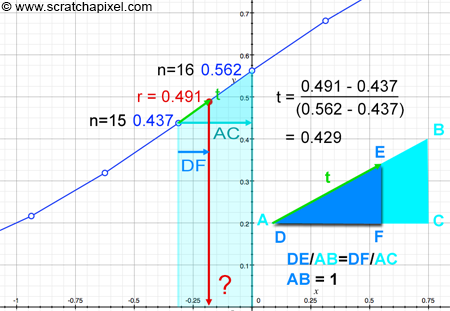 © www.scratchapixel.com
n=16 0.562
y
0.6
r = 0.491
t
t = 0.491 - 0.437 / (0.562 - 0.437)
0.5
= 0.429
n=15 0.437
AC
0.4
B
E
DF
t
0.3
A
0.2
D
F
C
DE/AB=DF/AC
0.1
?
AB = 1
x
-1
-0.75
-0.5
-0.25
0
0.25
0.5
0.75